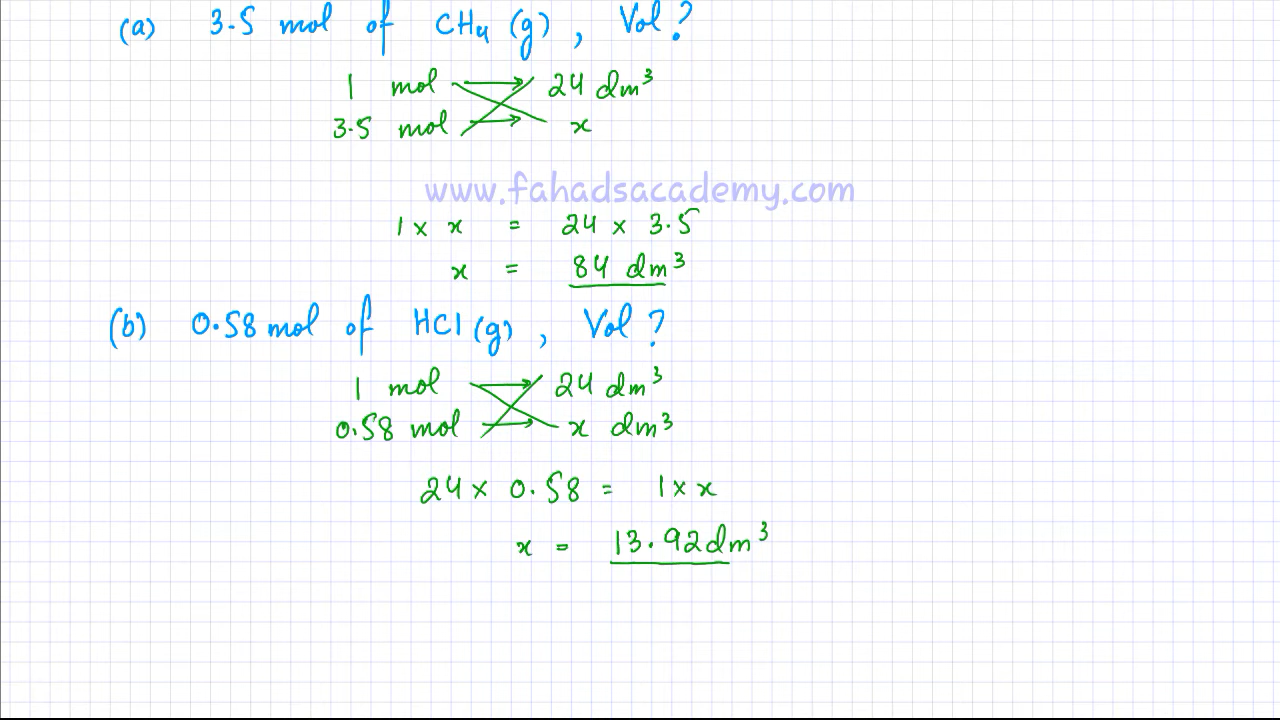 (a) 3.5 mol of CH₄ (g), Vol?
1 mol → 24 dm³
3.5 mol → x
www.fahadsacademy.com
1 × x = 24 × 3.5
x = 84 dm³
(b) 0.58 mol of HCl (g), Vol?
1 mol → 24 dm³
0.58 mol → x dm³
24 × 0.58 = 1 × x
x = 13.92 dm³